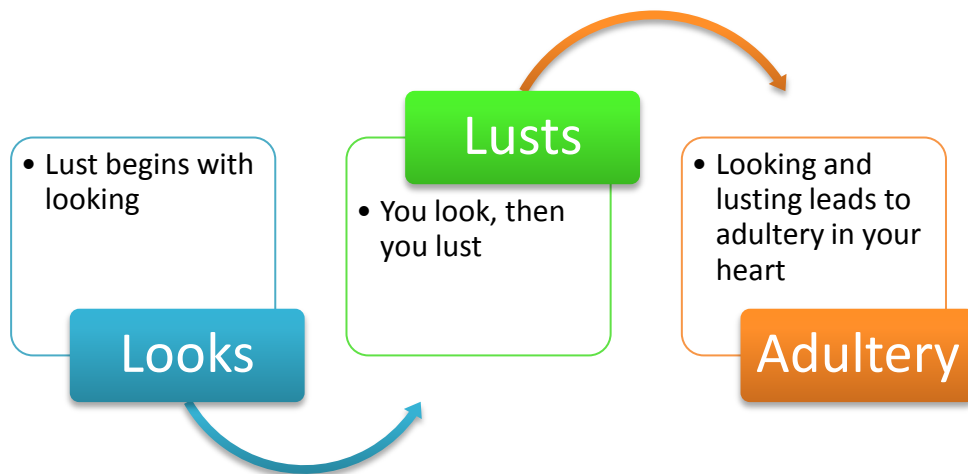 • Lust begins with
looking
Looks
Lusts
• You look, then
you lust
• Looking and
lusting leads to
adultery in your
heart
Adultery